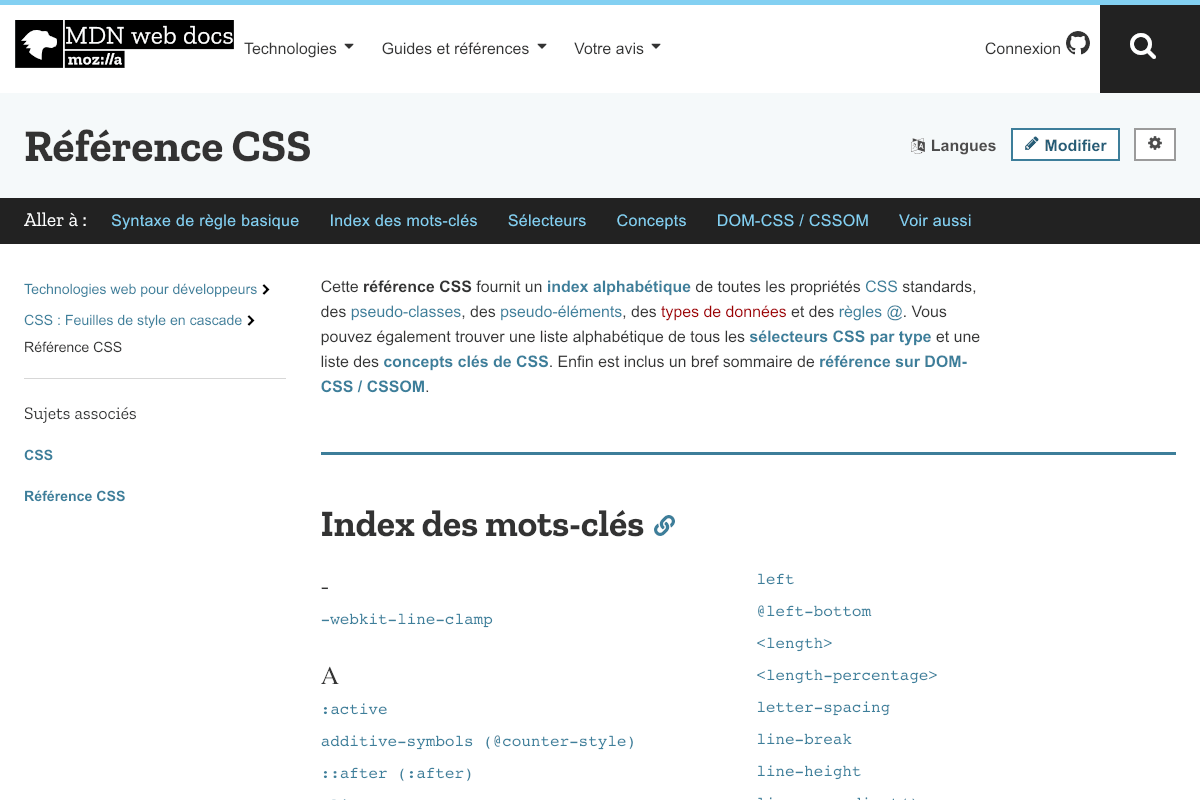 MDN web docs
moz://a
Technologies
Guides et références
Votre avis
Connexion
Référence CSS
Langues
Modifier
Aller à :
Syntaxe de règle basique
Index des mots-clés
Sélecteurs
Concepts
DOM-CSS / CSSOM
Voir aussi
Technologies web pour développeurs
CSS : Feuilles de style en cascade
Référence CSS
Sujets associés
CSS
Référence CSS
Cette référence CSS fournit un index alphabétique de toutes les propriétés CSS standards,
des pseudo-classes, des pseudo-éléments, des types de données et des règles @. Vous
pouvez également trouver une liste alphabétique de tous les sélecteurs CSS par type et une
liste des concepts clés de CSS. Enfin est inclus un bref sommaire de référence sur DOM-
CSS / CSSOM.
Index des mots-clés
-
-webkit-line-clamp
A
:active
additive-symbols (@counter-style)
::after (:after)
left
@left-bottom
<length>
<length-percentage>
letter-spacing
line-break
line-height